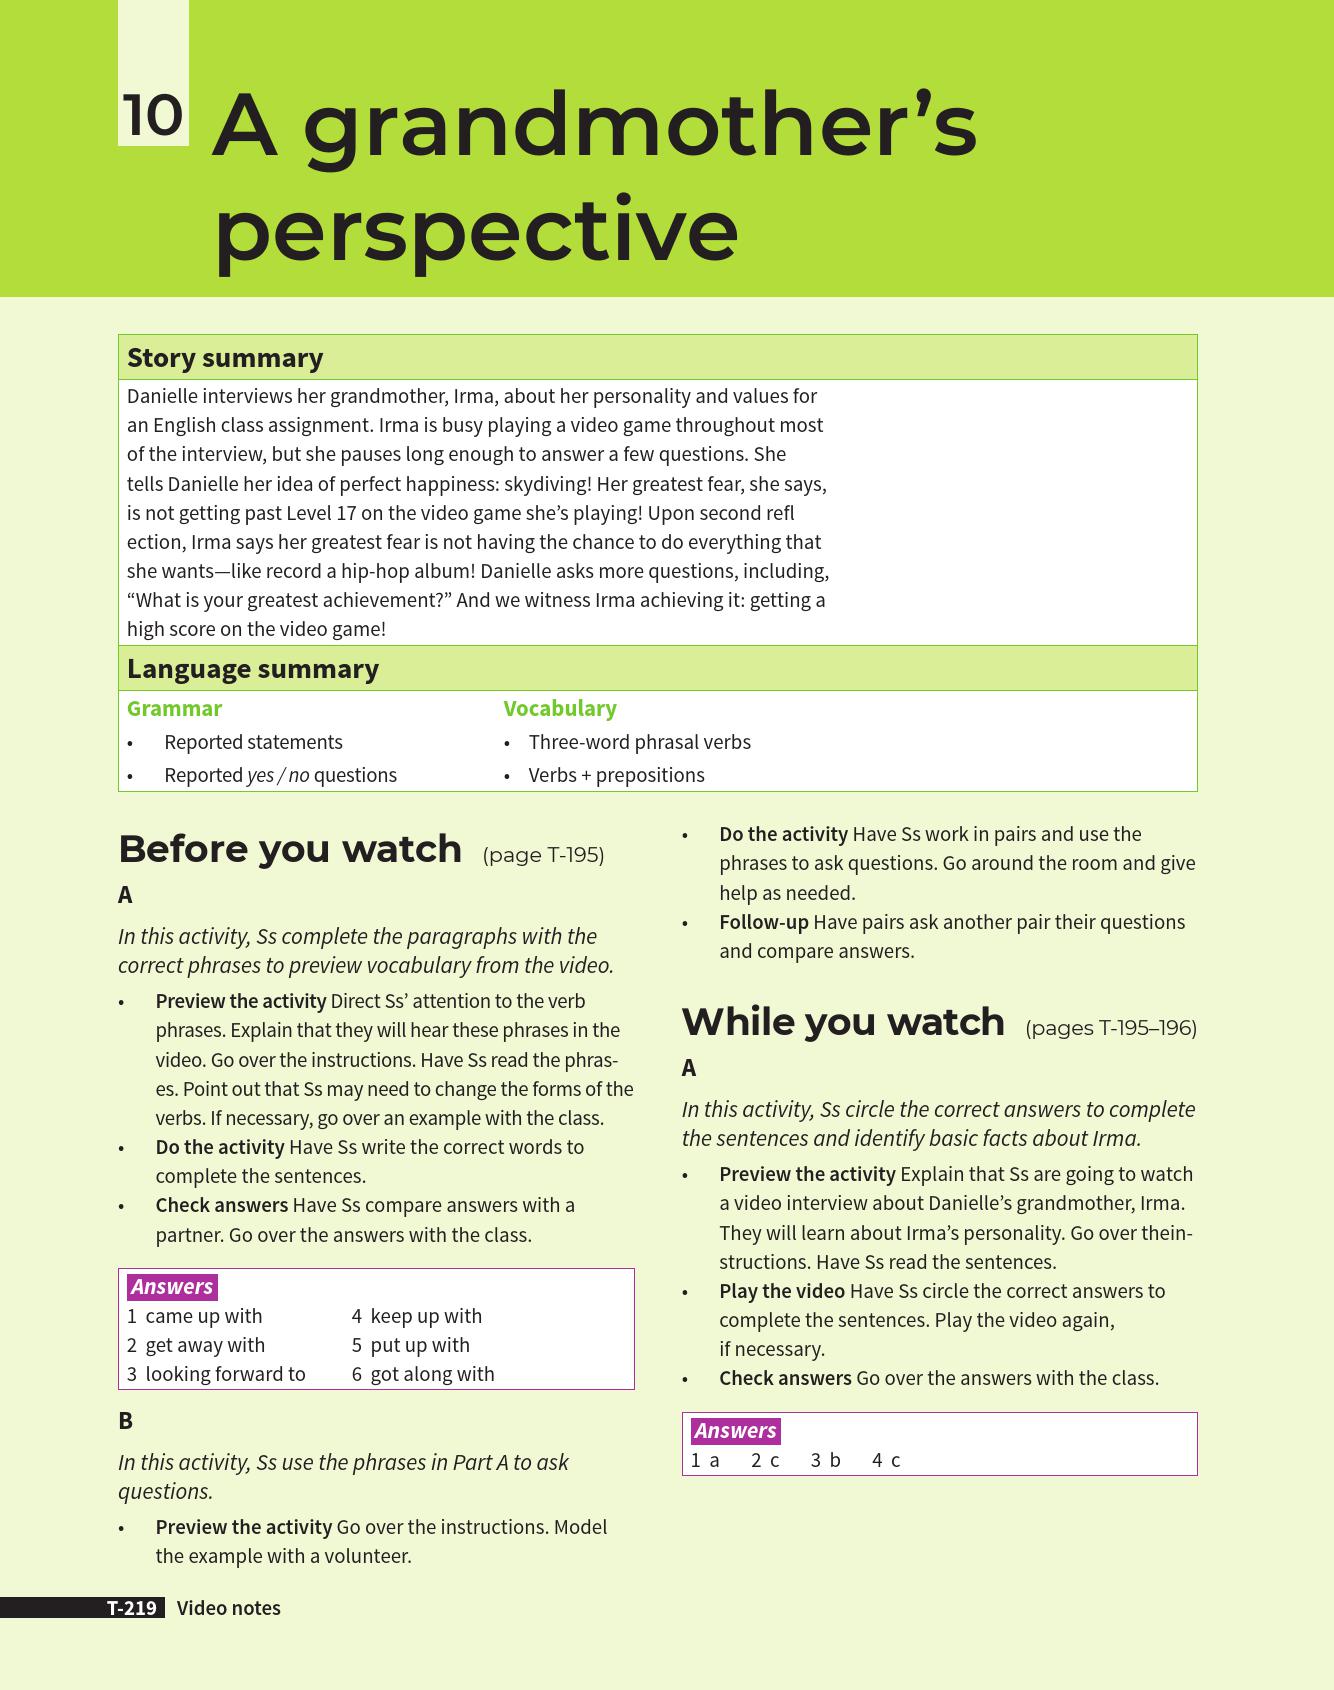 10
A grandmother’s
perspective
Story summary
Danielle interviews her grandmother, Irma, about her personality and values for
an English class assignment. Irma is busy playing a video game throughout most
of the interview, but she pauses long enough to answer a few questions. She
tells Danielle her idea of perfect happiness: skydiving! Her greatest fear, she says,
is not getting past Level 17 on the video game she’s playing! Upon second refl
ection, Irma says her greatest fear is not having the chance to do everything that
she wants—like record a hip-hop album! Danielle asks more questions, including,
“What is your greatest achievement?” And we witness Irma achieving it: getting a
high score on the video game!
Language summary
Grammar
• Reported statements
• Reported yes / no questions
Vocabulary
• Three-word phrasal verbs
• Verbs + prepositions
Before you watch (page T-195)
A
In this activity, Ss complete the paragraphs with the
correct phrases to preview vocabulary from the video.
• Preview the activity Direct Ss’ attention to the verb
phrases. Explain that they will hear these phrases in the
video. Go over the instructions. Have Ss read the phras-
es. Point out that Ss may need to change the forms of the
verbs. If necessary, go over an example with the class.
• Do the activity Have Ss write the correct words to
complete the sentences.
• Check answers Have Ss compare answers with a
partner. Go over the answers with the class.
Answers
1 came up with 4 keep up with
2 get away with 5 put up with
3 looking forward to 6 got along with
B
In this activity, Ss use the phrases in Part A to ask
questions.
• Preview the activity Go over the instructions. Model
the example with a volunteer.
• Do the activity Have Ss work in pairs and use the
phrases to ask questions. Go around the room and give
help as needed.
• Follow-up Have pairs ask another pair their questions
and compare answers.
While you watch (pages T-195–196)
A
In this activity, Ss circle the correct answers to complete
the sentences and identify basic facts about Irma.
• Preview the activity Explain that Ss are going to watch
a video interview about Danielle’s grandmother, Irma.
They will learn about Irma’s personality. Go over thein-
structions. Have Ss read the sentences.
• Play the video Have Ss circle the correct answers to
complete the sentences. Play the video again,
if necessary.
• Check answers Go over the answers with the class.
Answers
1 a 2 c 3 b 4 c
T-219 Video notes